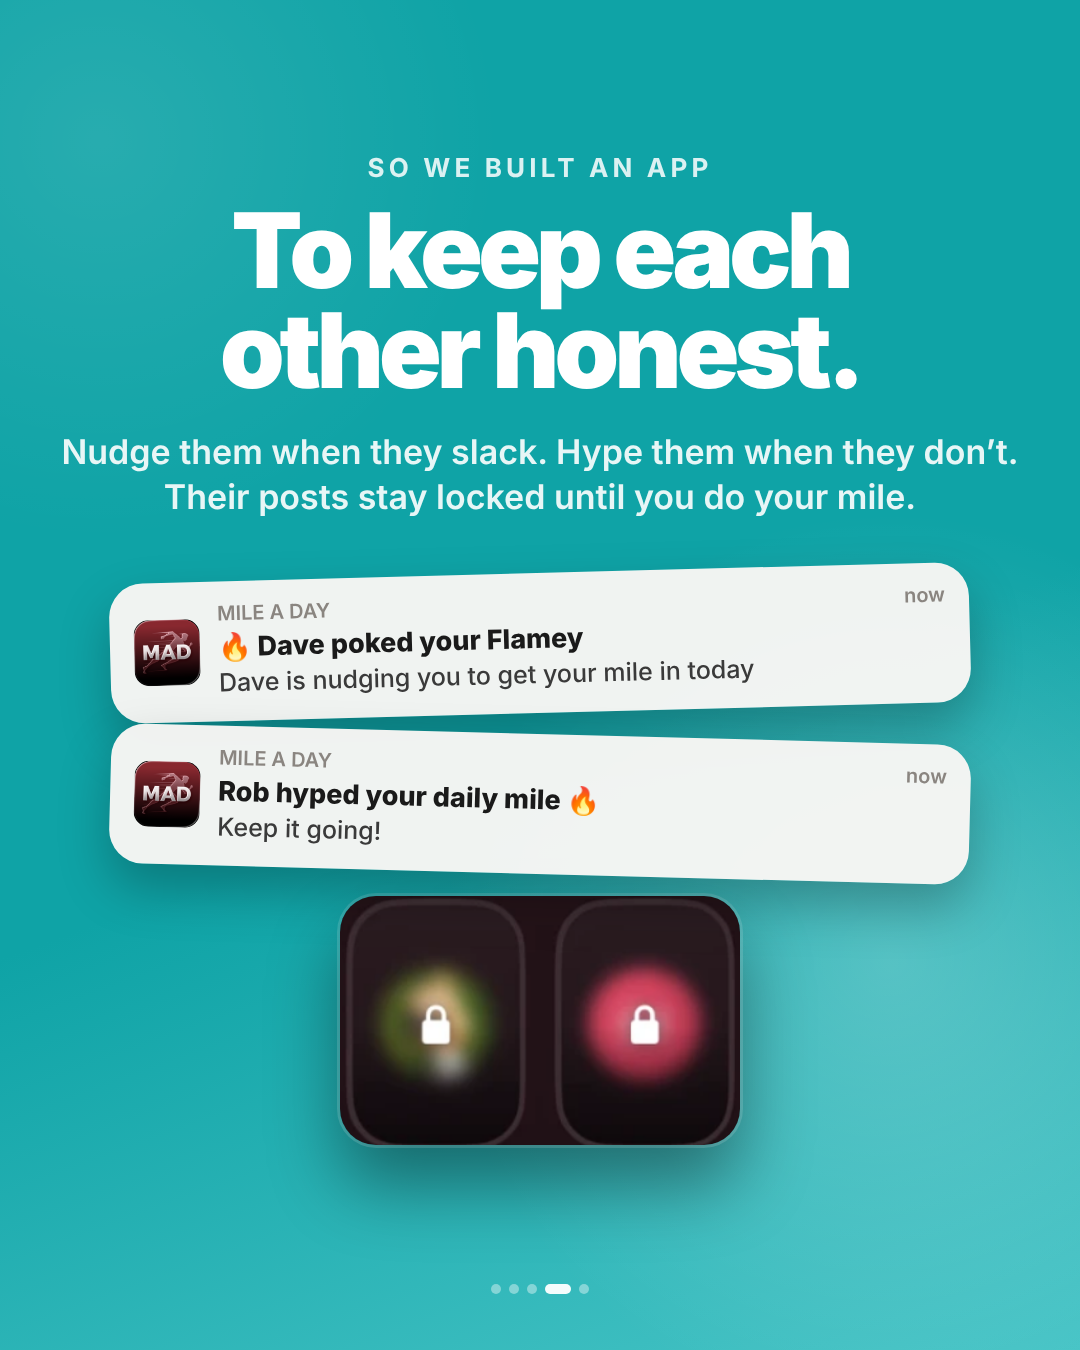 SO WE BUILT AN APP
To keep each
other honest.
Nudge them when they slack. Hype them when they don’t.
Their posts stay locked until you do your mile.
MILE A DAY
now
MAD
🔥 Dave poked your Flamey
Dave is nudging you to get your mile in today
MILE A DAY
now
MAD
Rob hyped your daily mile 🔥
Keep it going!